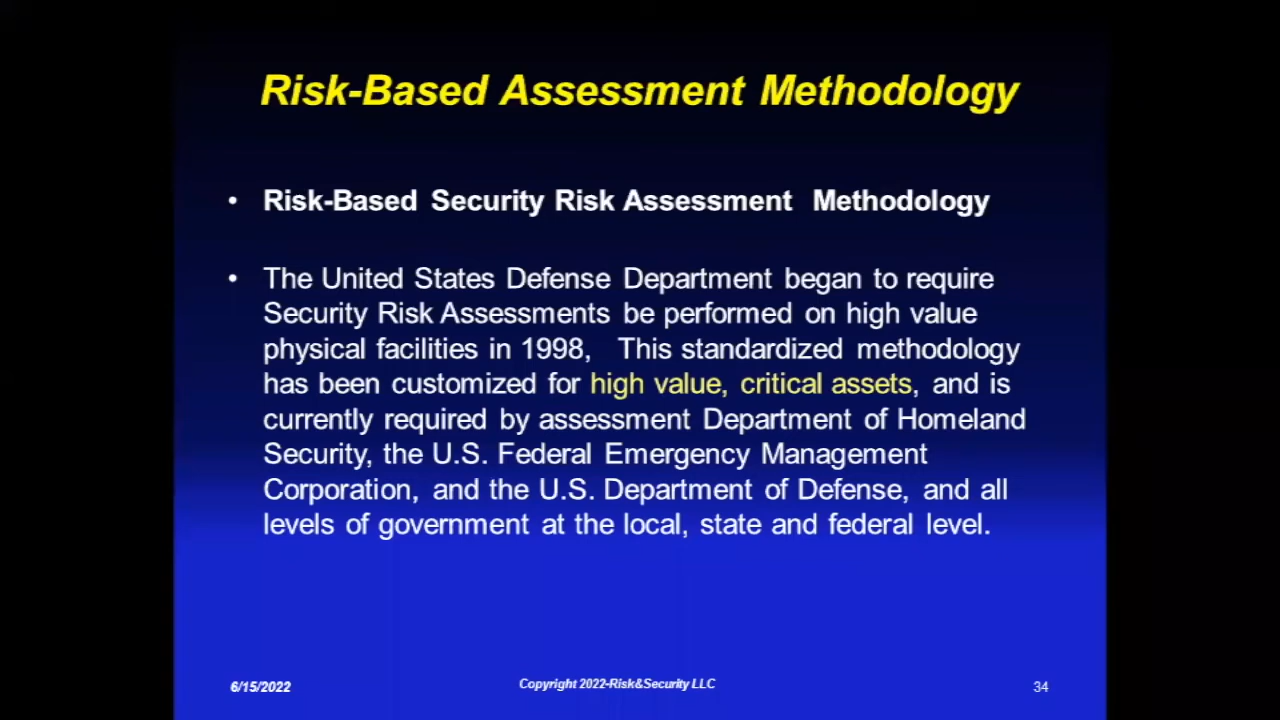 Risk-Based Assessment Methodology
• Risk-Based Security Risk Assessment Methodology
• The United States Defense Department began to require
Security Risk Assessments be performed on high value
physical facilities in 1998, This standardized methodology
has been customized for high value, critical assets, and is
currently required by assessment Department of Homeland
Security, the U.S. Federal Emergency Management
Corporation, and the U.S. Department of Defense, and all
levels of government at the local, state and federal level.
6/15/2022
Copyright 2022-Risk&Security LLC
34